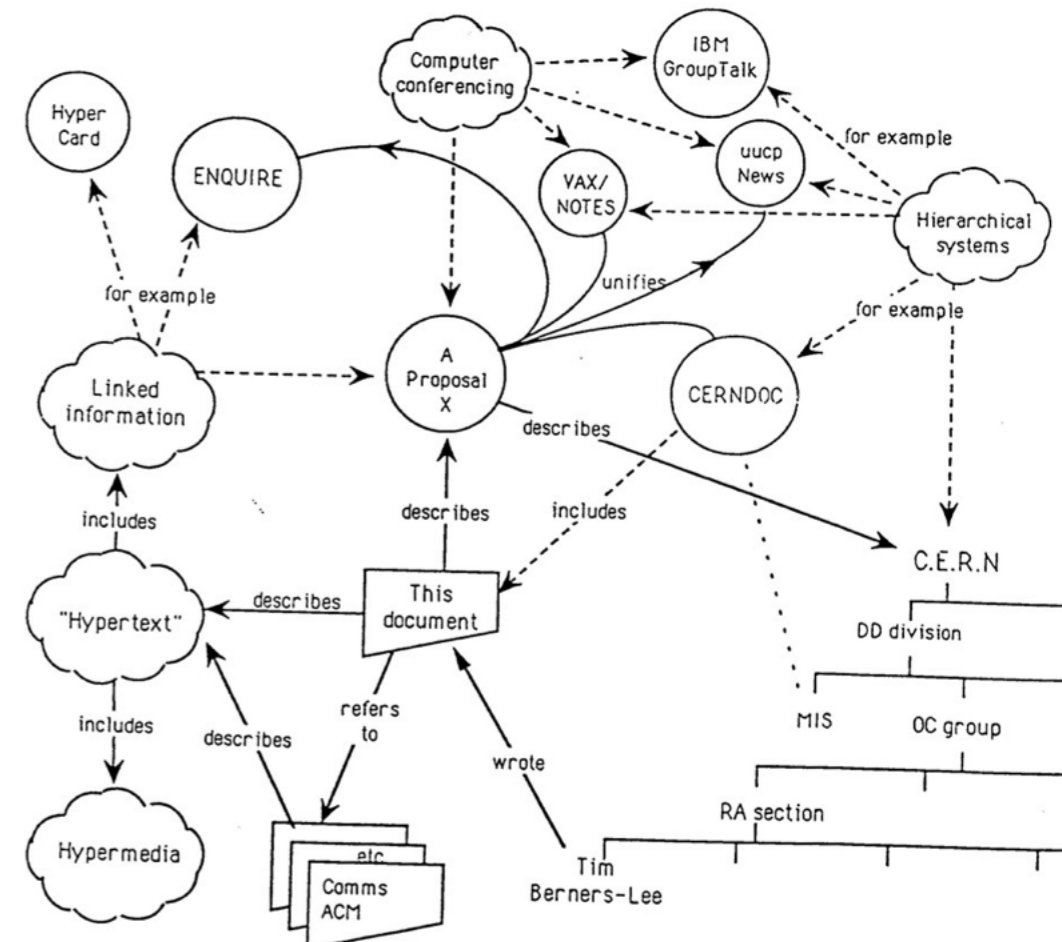 Computer
conferencing
IBM
GroupTalk
Hyper
Card
ENQUIRE
VAX/
NOTES
uucp
News
for example
Hierarchical
systems
for example
unifies
for example
Linked
information
A
Proposal
X
CERNDOC
describes
includes
describes
includes
C.E.R.N
"Hypertext"
describes
This
document
DD division
includes
describes
refers
to
wrote
MIS
OC group
RA section
Hypermedia
etc
Comms
ACM
Tim
Berners-Lee